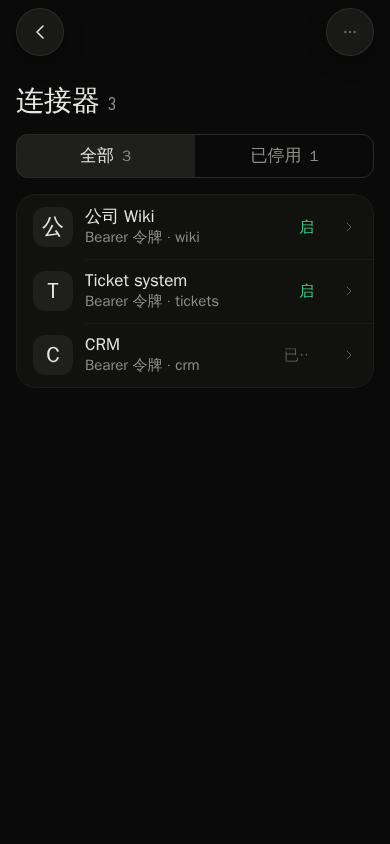 连接器 3
全部 3
已停用 1
公
公司 Wiki
Bearer 令牌 · wiki
启
T
Ticket system
Bearer 令牌 · tickets
启
C
CRM
Bearer 令牌 · crm
已··